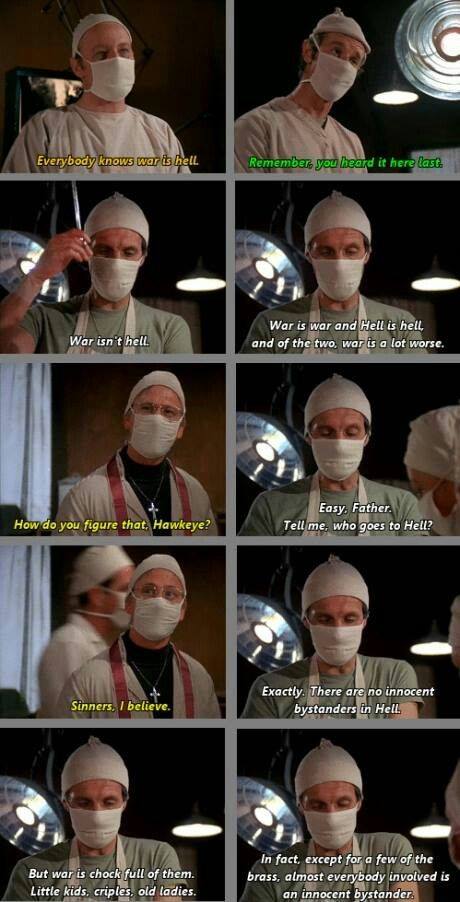 Everybody knows war is hell.
Remember, you heard it here last.
War isn't hell.
War is war and Hell is hell,
and of the two, war is a lot worse.
How do you figure that, Hawkeye?
Easy, Father.
Tell me, who goes to Hell?
Sinners, I believe.
Exactly. There are no innocent
bystanders in Hell.
But war is chock full of them.
Little kids, criples, old ladies.
In fact, except for a few of the
brass, almost everybody involved is
an innocent bystander.